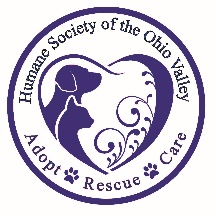 Humane Society of the Ohio Valley
Adopt Rescue Care